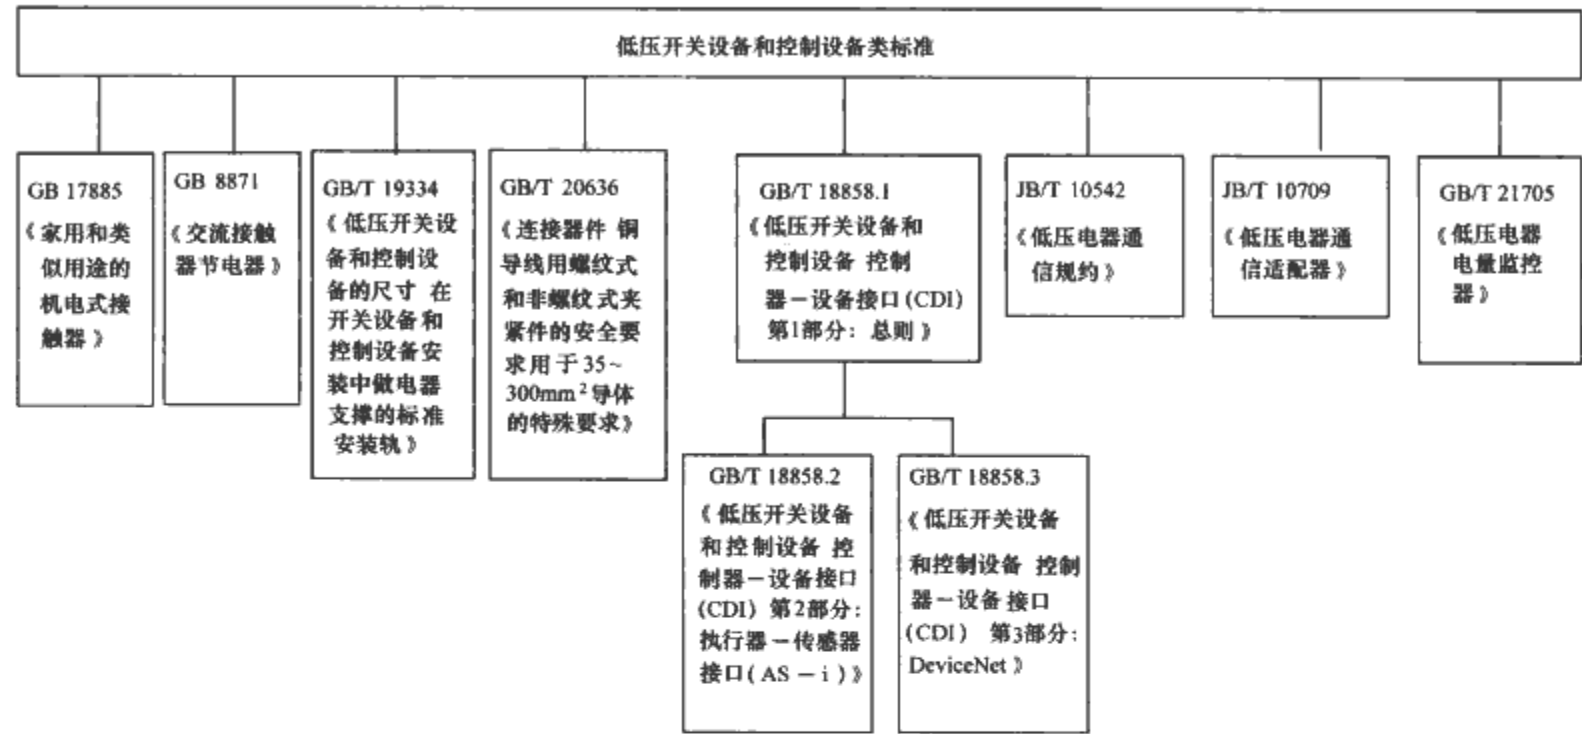 低压开关设备和控制设备类标准
GB 17885
《家用和类
似用途的
机电式接
触器》
GB 8871
《交流接触
器节电器》
GB/T 19334
《低压开关设
备和控制设
备的尺寸 在
开关设备和
控制设备安
装中做电器
支撑的标准
安装轨》
GB/T 20636
《连接器件 铜
导线用螺纹式
和非螺纹式夹
紧件的安全要
求用于35~
300mm²导体
的特殊要求》
GB/T 18858.1
《低压开关设备和
控制设备 控制
器－设备接口(CDI)
第1部分：总则》
JB/T 10542
《低压电器通
信规约》
JB/T 10709
《低压电器通
信适配器》
GB/T 21705
《低压电器
电量监控
器》
GB/T 18858.2
《低压开关设备
和控制设备 控
制器－设备接口
(CDI) 第2部分：
执行器－传感器
接口(AS－i)》
GB/T 18858.3
《低压开关设备
和控制设备 控制
器－设备接口
(CDI) 第3部分：
DeviceNet》